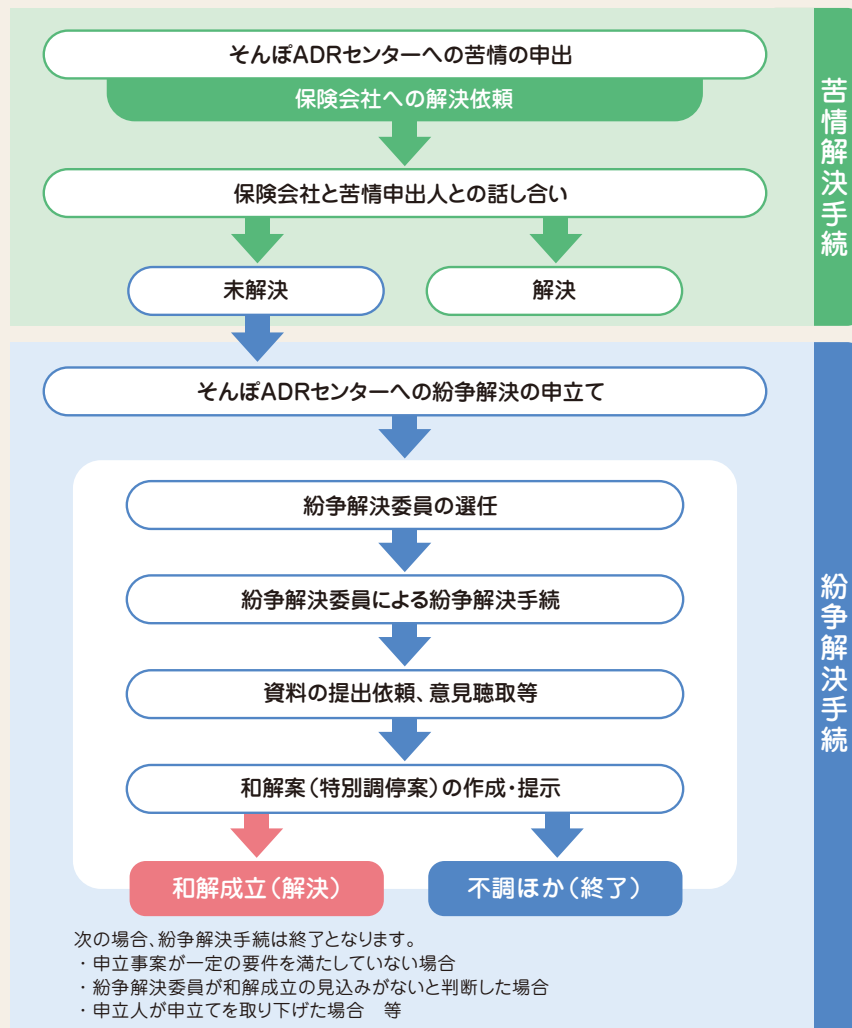 そんぽADRセンターへの苦情の申出
保険会社への解決依頼
保険会社と苦情申出人との話し合い
未解決
解決
苦情解決手続
そんぽADRセンターへの紛争解決の申立て
紛争解決委員の選任
紛争解決委員による紛争解決手続
資料の提出依頼、意見聴取等
和解案(特別調停案)の作成・提示
和解成立(解決)
不調ほか(終了)
紛争解決手続
次の場合、紛争解決手続は終了となります。
・申立事案が一定の要件を満たしていない場合
・紛争解決委員が和解成立の見込みがないと判断した場合
・申立人が申立てを取り下げた場合　等